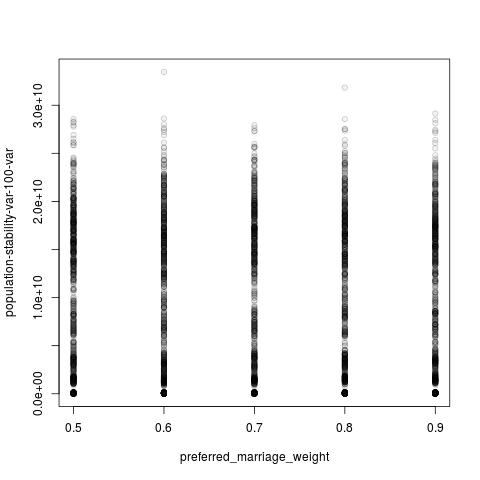 population-stability-var-100-var
0.0e+00
1.0e+10
2.0e+10
3.0e+10
0.5
0.6
0.7
0.8
0.9
preferred_marriage_weight